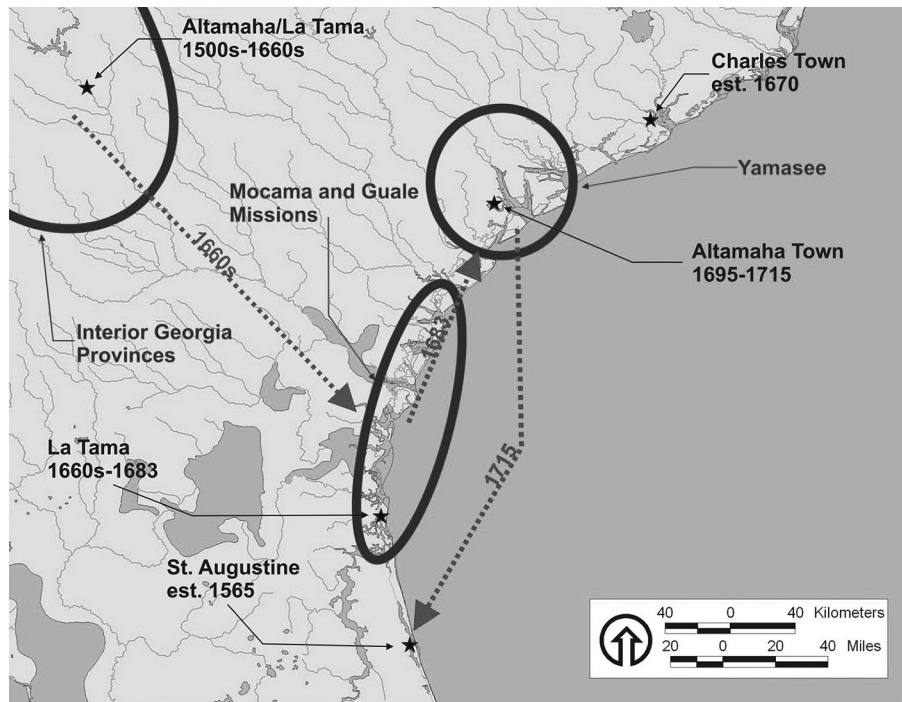 Altamaha/La Tama
1500s-1660s
Charles Town
est. 1670
Yamasee
Mocama and Guale
Missions
Altamaha Town
1695-1715
1660s
Interior Georgia
Provinces
1683
La Tama
1660s-1683
1715
St. Augustine
est. 1565
40 0 40 Kilometers
20 0 20 40 Miles